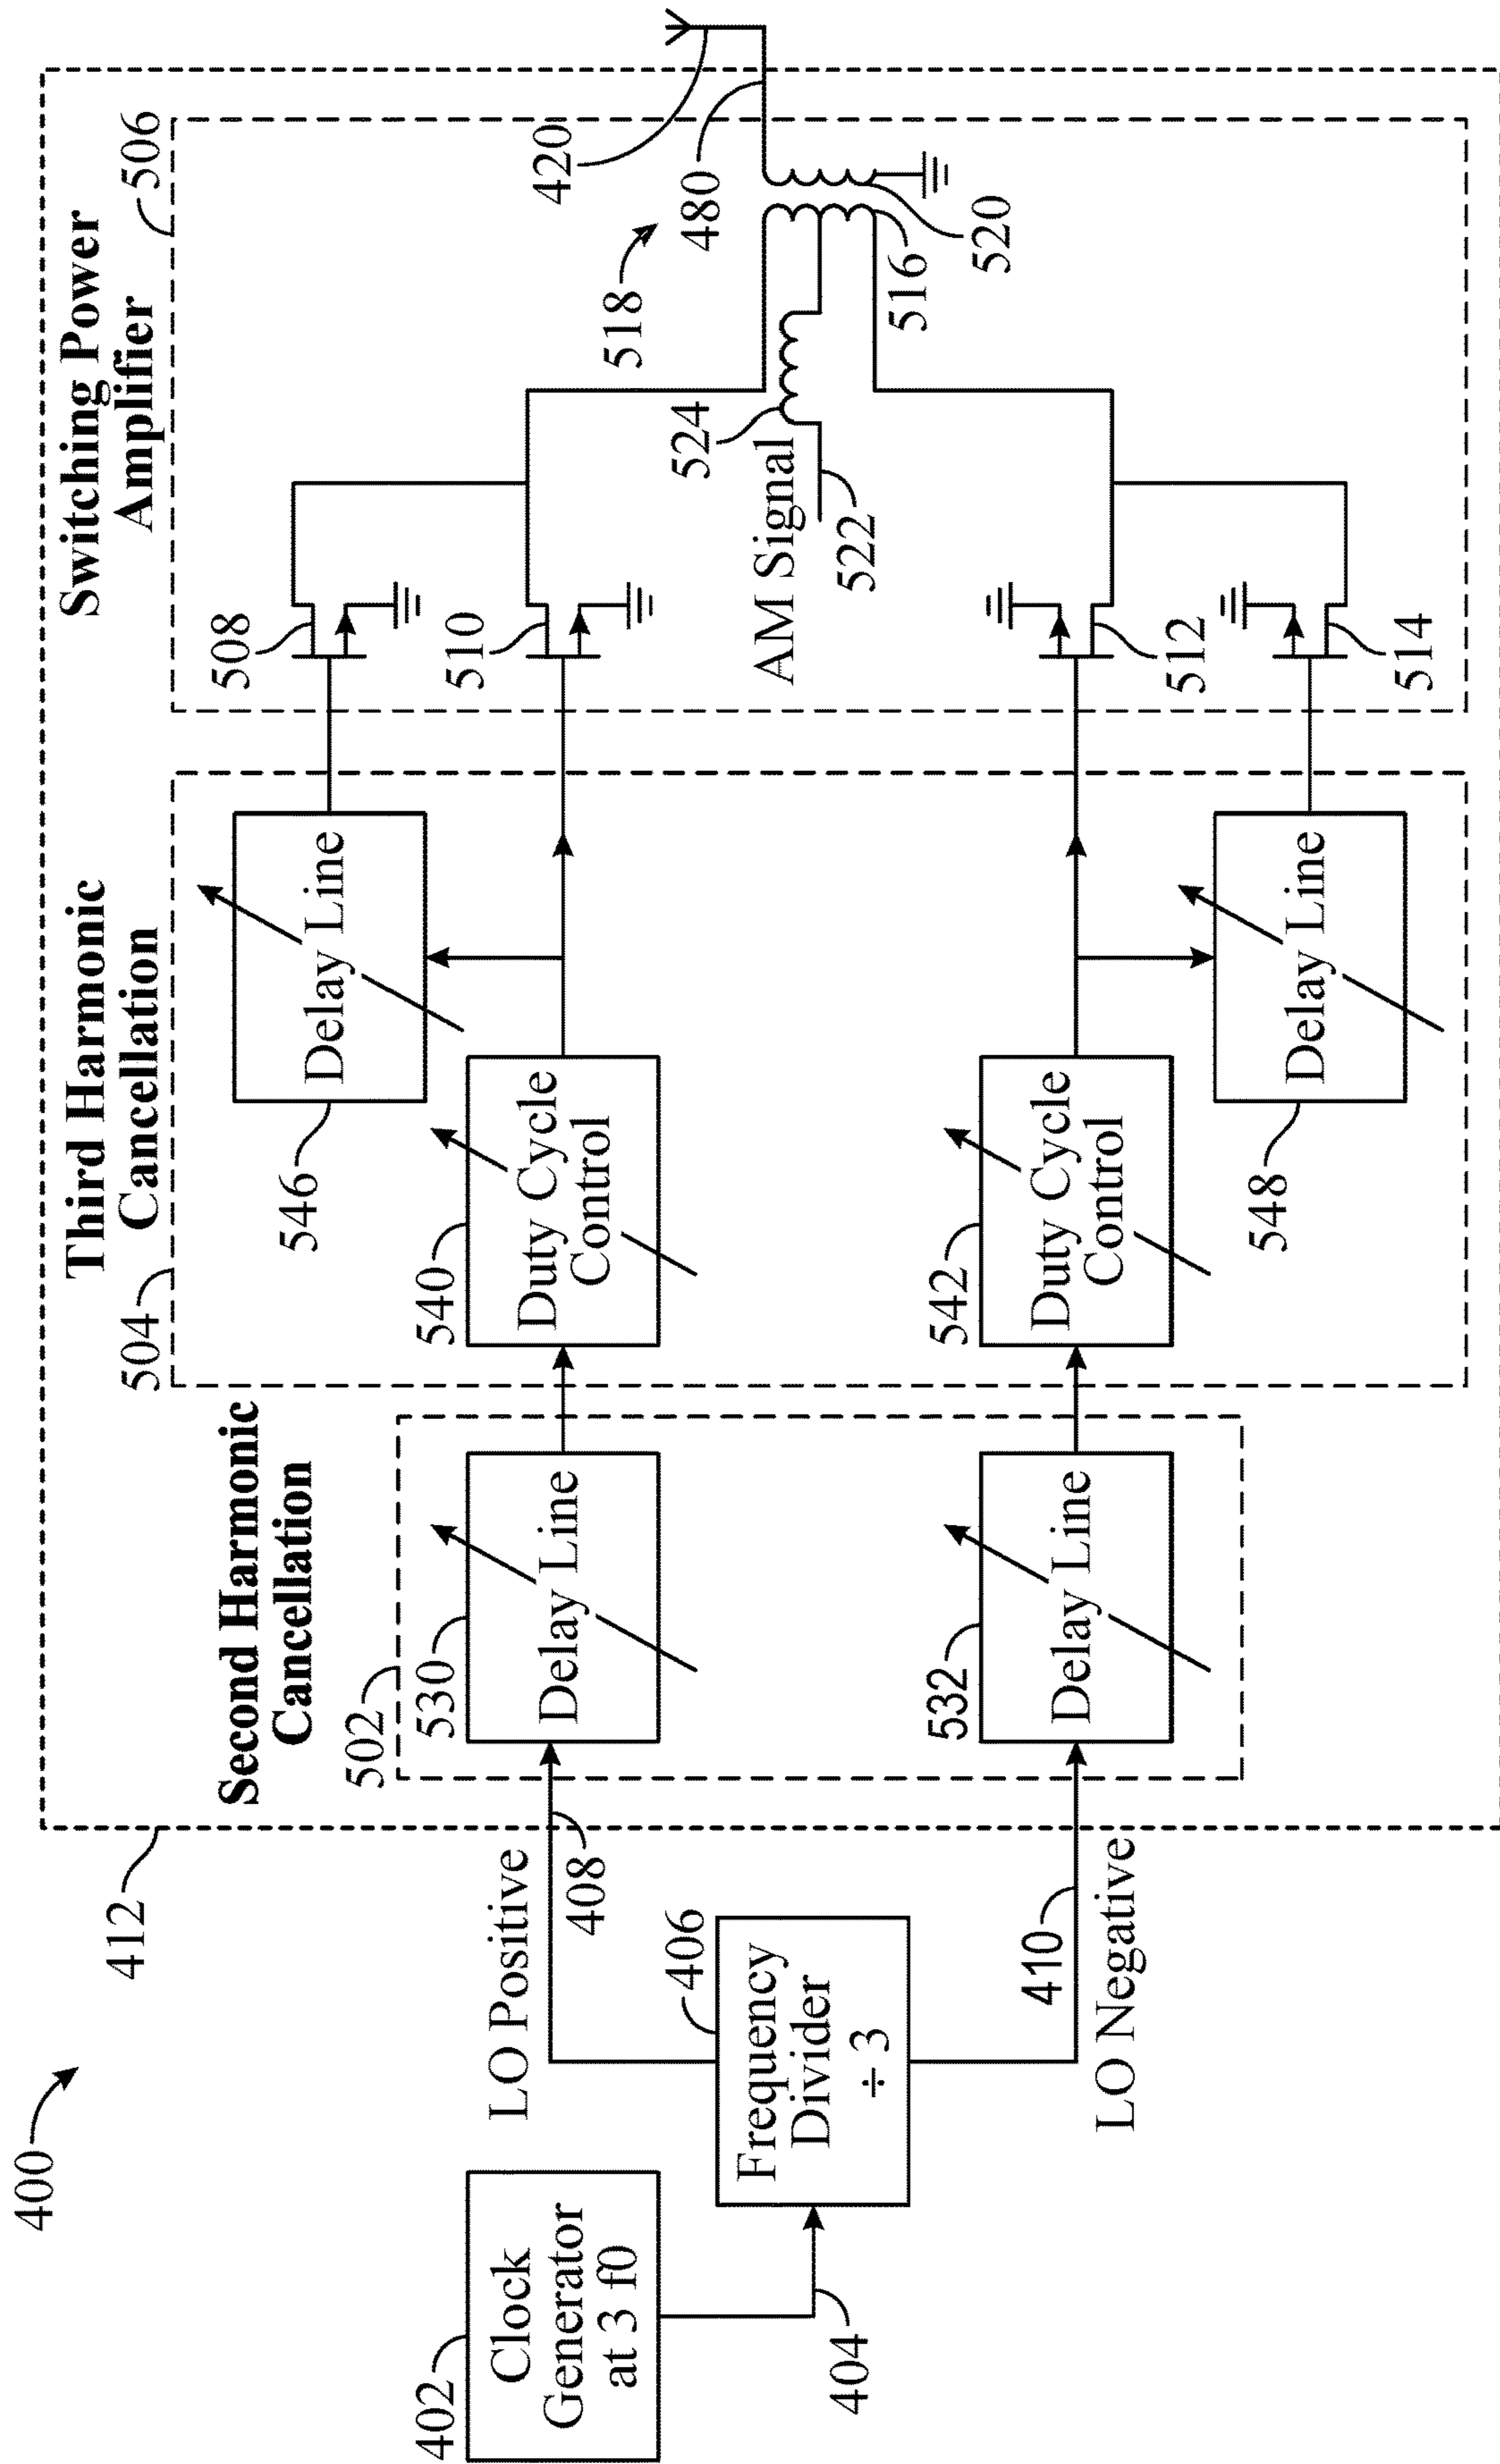 400
412
Second Harmonic
Cancellation
502
Third Harmonic
Cancellation
504
Switching Power
Amplifier
506
402
Clock
Generator
at 3 f0
404
406
Frequency
Divider
÷ 3
LO Positive
408
410
LO Negative
530
Delay Line
532
Delay Line
540
Duty Cycle
Control
542
Duty Cycle
Control
546
Delay Line
548
Delay Line
508
510
512
514
AM Signal
522
524
518
516
520
480
420